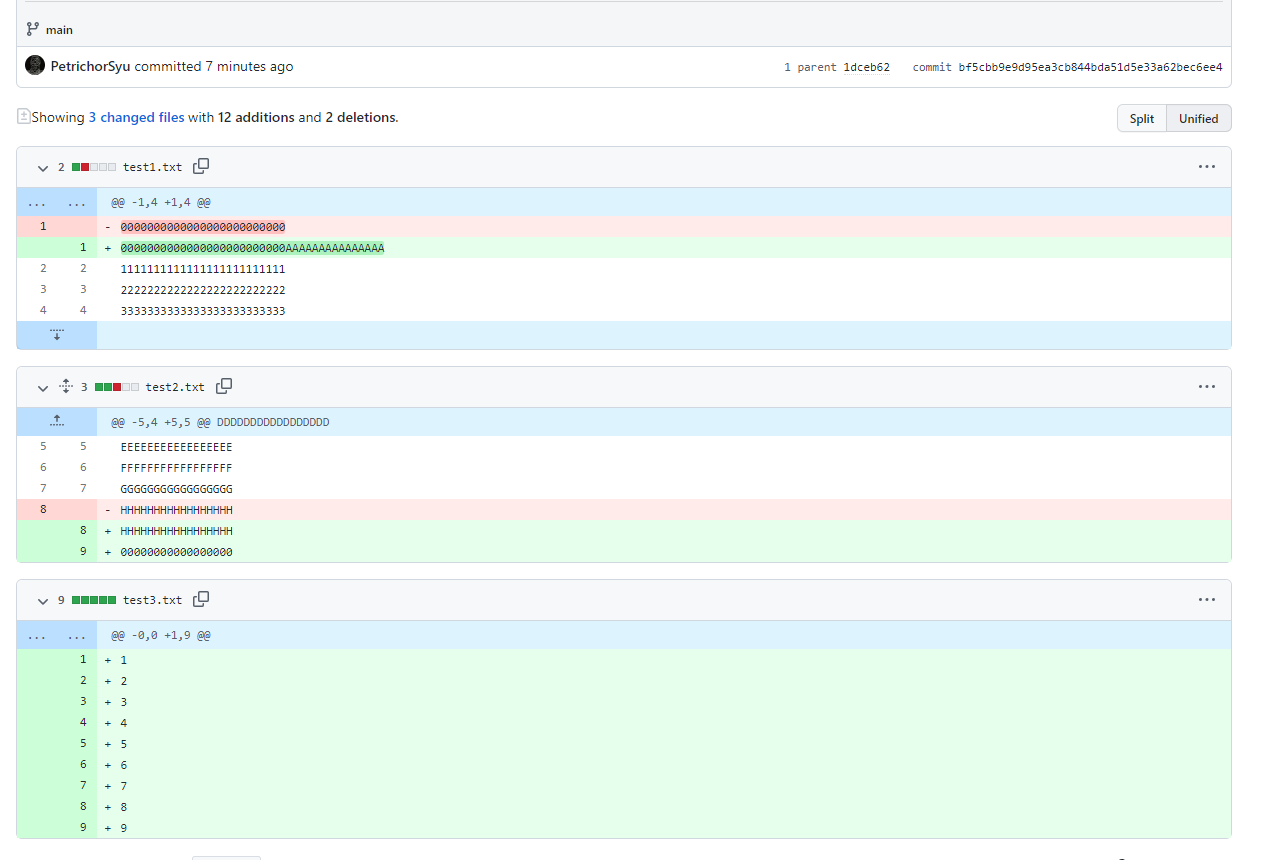 main
PetrichorSyu committed 7 minutes ago 1 parent 1dceb62 commit bf5cbb9e9d95ea3cb844bda51d5e33a62bec6ee4
Showing 3 changed files with 12 additions and 2 deletions.
Split Unified
2 test1.txt
... ... @@ -1,4 +1,4 @@
1 - 0000000000000000000000000
1 + 0000000000000000000000000AAAAAAAAAAAAAAA
2 2 1111111111111111111111111
3 3 2222222222222222222222222
4 4 3333333333333333333333333
3 test2.txt
@@ -5,4 +5,5 @@ DDDDDDDDDDDDDDDDD
5 5 EEEEEEEEEEEEEEEEE
6 6 FFFFFFFFFFFFFFFFF
7 7 GGGGGGGGGGGGGGGGG
8 - HHHHHHHHHHHHHHHHH
8 + HHHHHHHHHHHHHHHHH
9 + 00000000000000000
9 test3.txt
... ... @@ -0,0 +1,9 @@
1 + 1
2 + 2
3 + 3
4 + 4
5 + 5
6 + 6
7 + 7
8 + 8
9 + 9